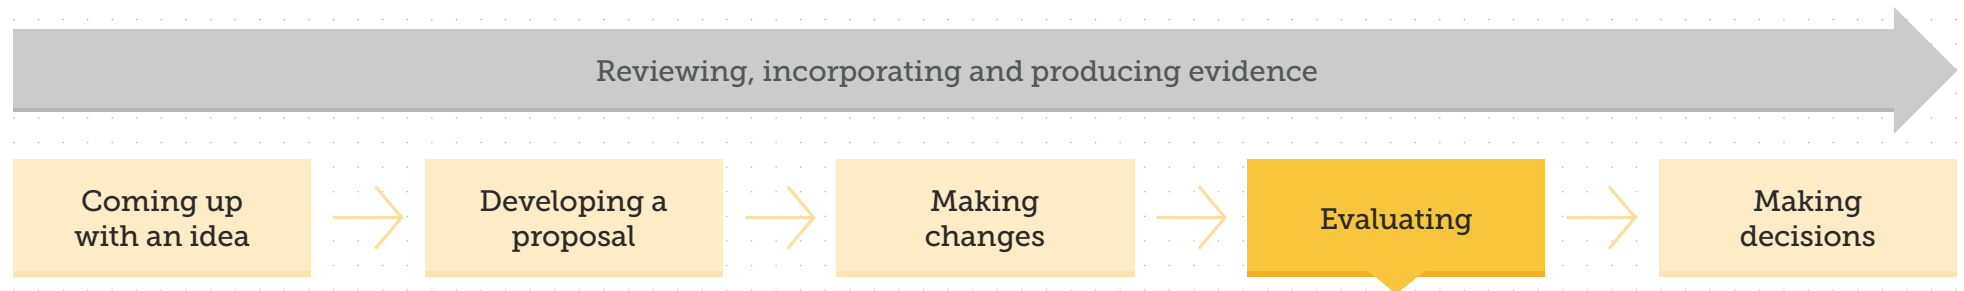 Reviewing, incorporating and producing evidence
Coming up
with an idea
Developing a
proposal
Making
changes
Evaluating
Making
decisions